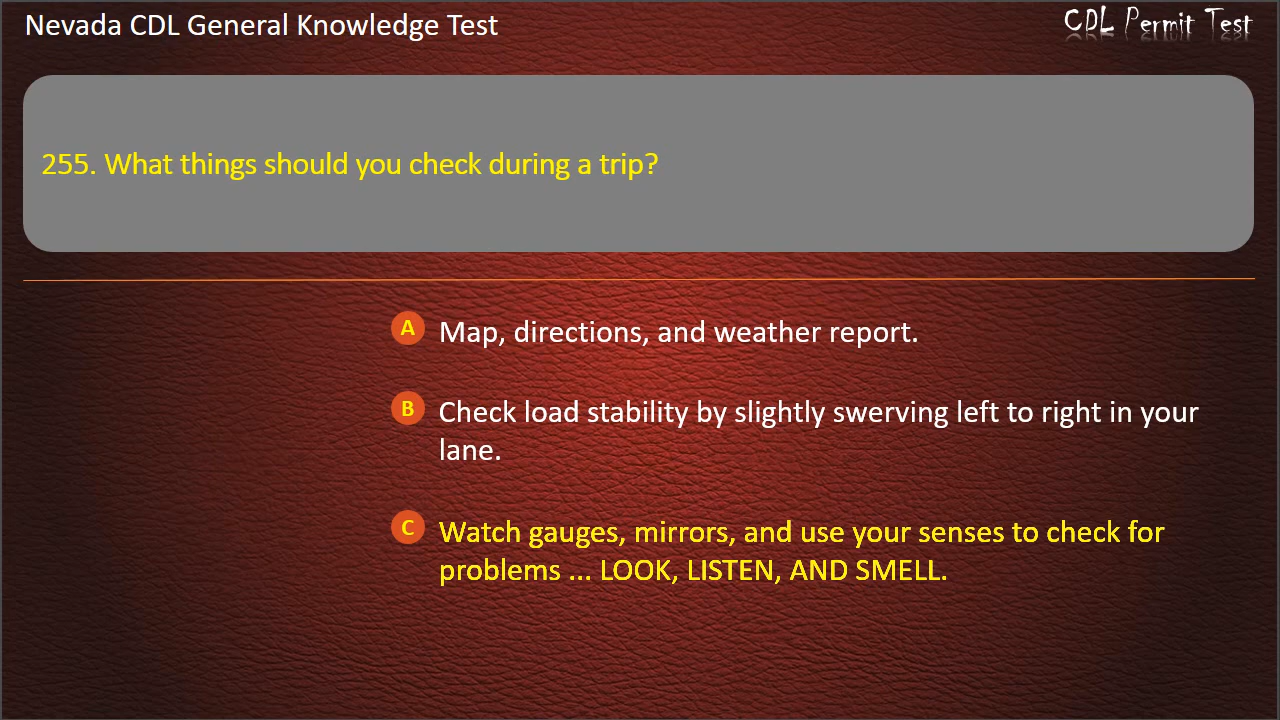 Nevada CDL General Knowledge Test
CDL Permit Test
255. What things should you check during a trip?
A Map, directions, and weather report.
B Check load stability by slightly swerving left to right in your
lane.
C Watch gauges, mirrors, and use your senses to check for
problems ... LOOK, LISTEN, AND SMELL.